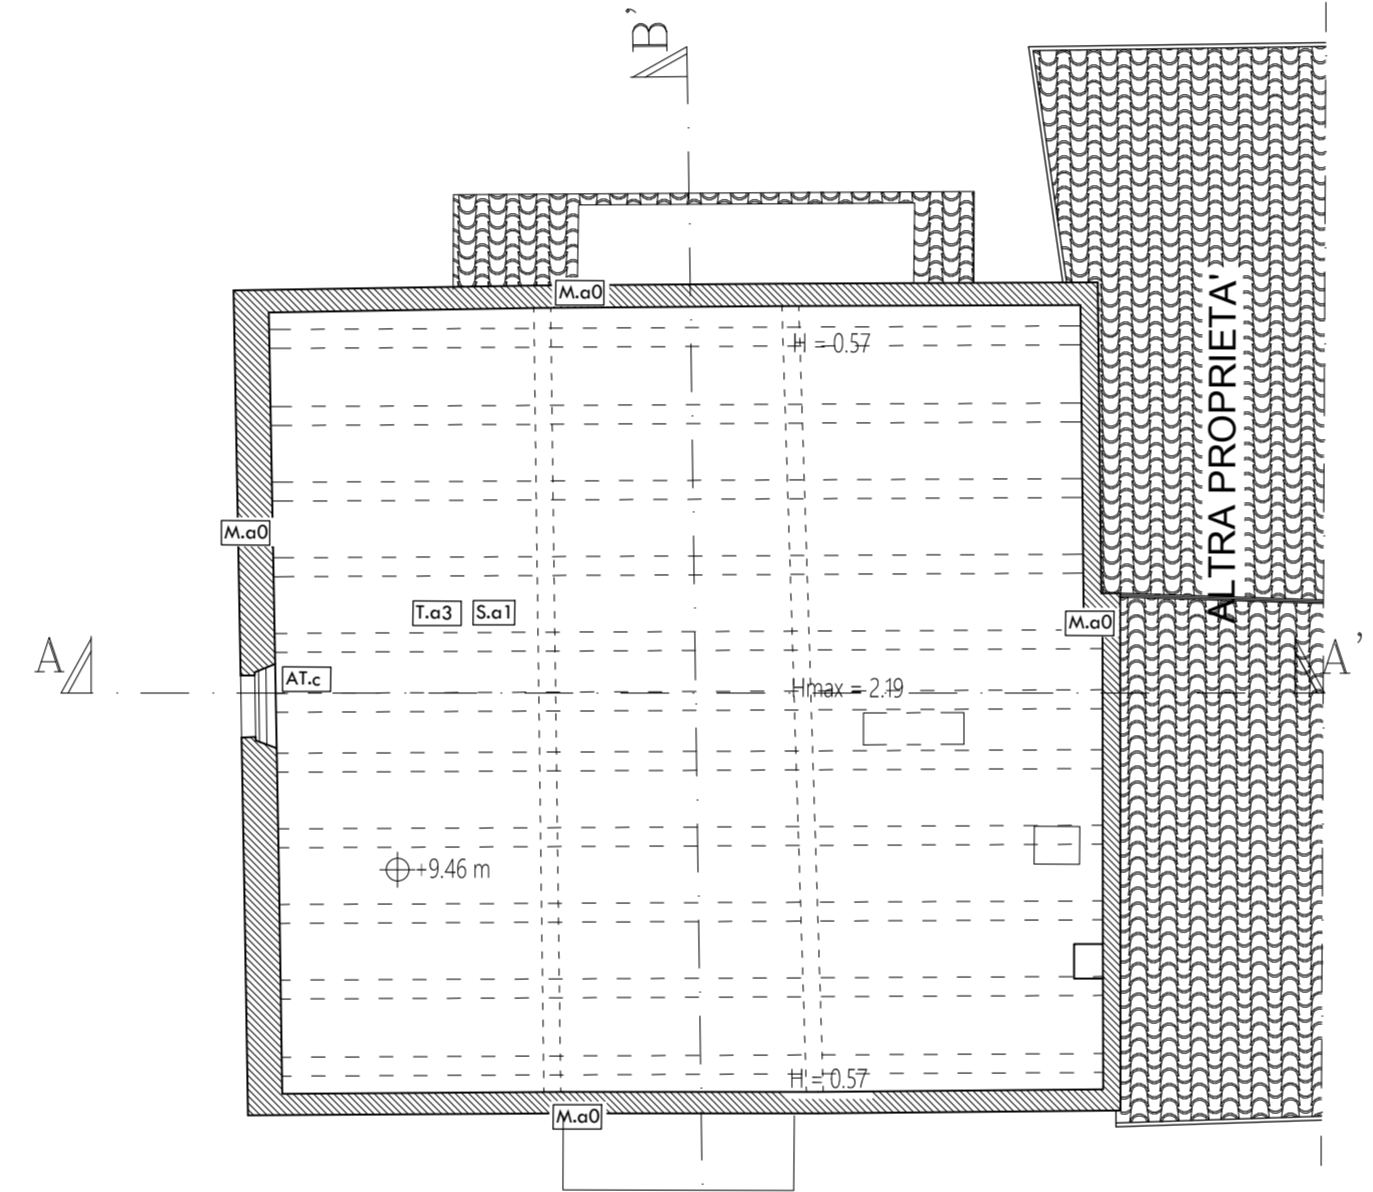 B'
M.a0
H = 0.57
ALTRA PROPRIETA'
M.a0
T.a3
S.a1
M.a0
A
A'
AT.c
Hmax = 2.19
+9.46 m
H = 0.57
M.a0